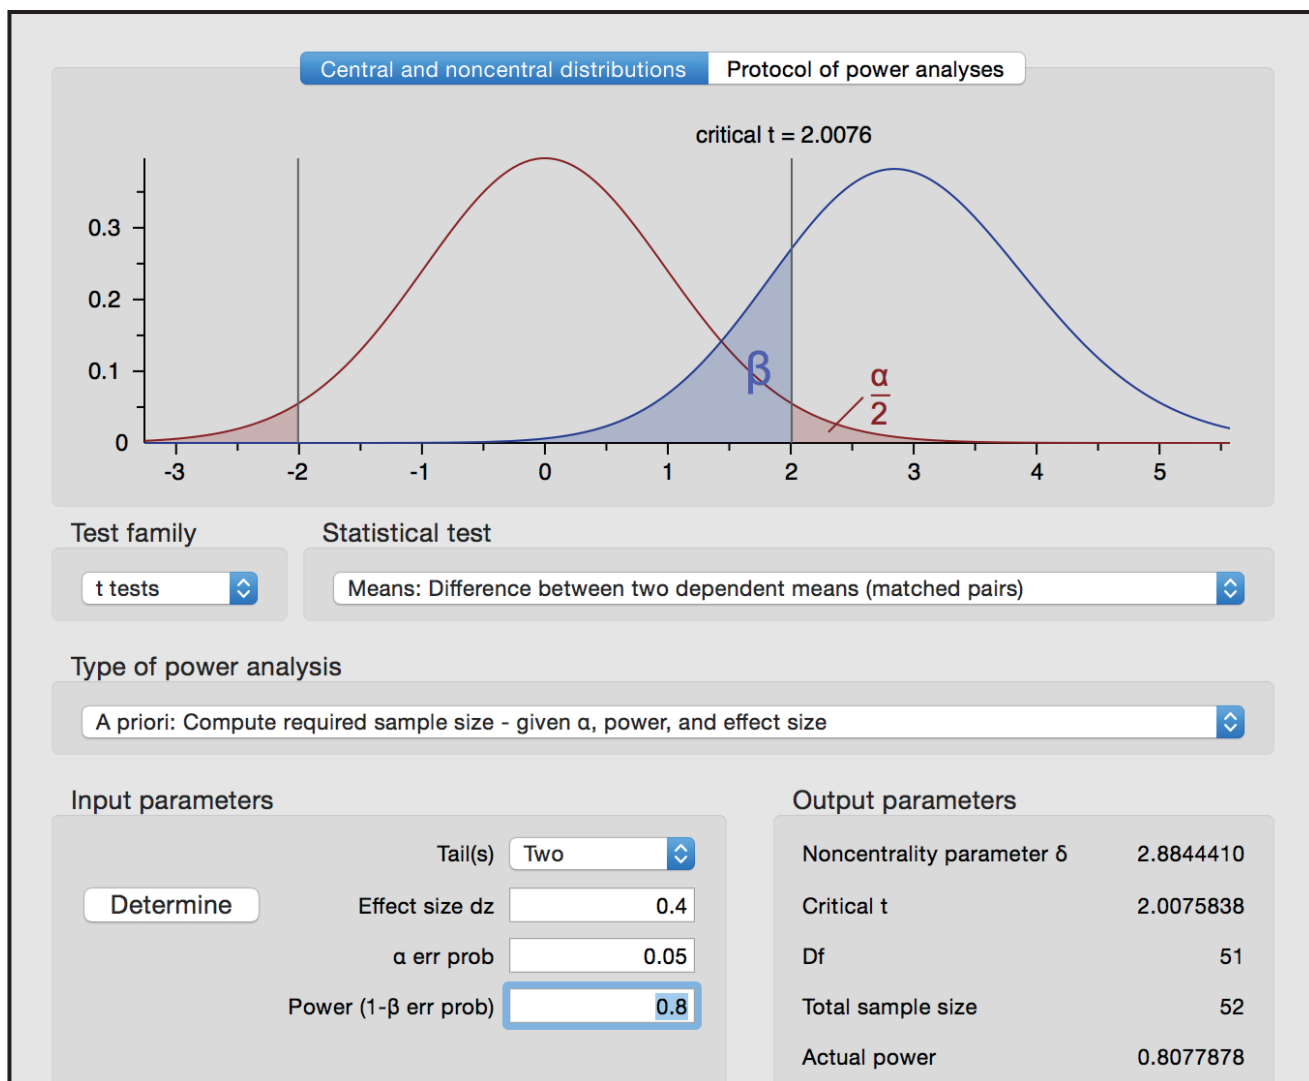 Central and noncentral distributions Protocol of power analyses
critical t = 2.0076
0.3
0.2
0.1
0
β
α
2
-3 -2 -1 0 1 2 3 4 5
Test family Statistical test
t tests Means: Difference between two dependent means (matched pairs)
Type of power analysis
A priori: Compute required sample size - given α, power, and effect size
Input parameters Output parameters
Tail(s) Two Noncentrality parameter δ 2.8844410
Determine Effect size dz 0.4 Critical t 2.0075838
α err prob 0.05 Df 51
Power (1-β err prob) 0.8 Total sample size 52
Actual power 0.8077878